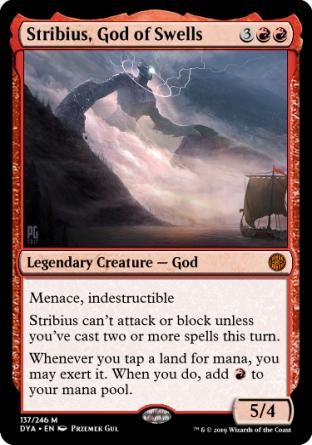 Stribius, God of Swells 3
PG
Legendary Creature — God
Menace, indestructible
Stribius can't attack or block unless
you've cast two or more spells this turn.
Whenever you tap a land for mana, you
may exert it. When you do, add to
your mana pool.
5/4
137/246 M
DYA • EN Przemek Gul
™ & © 2019 Wizards of the Coast